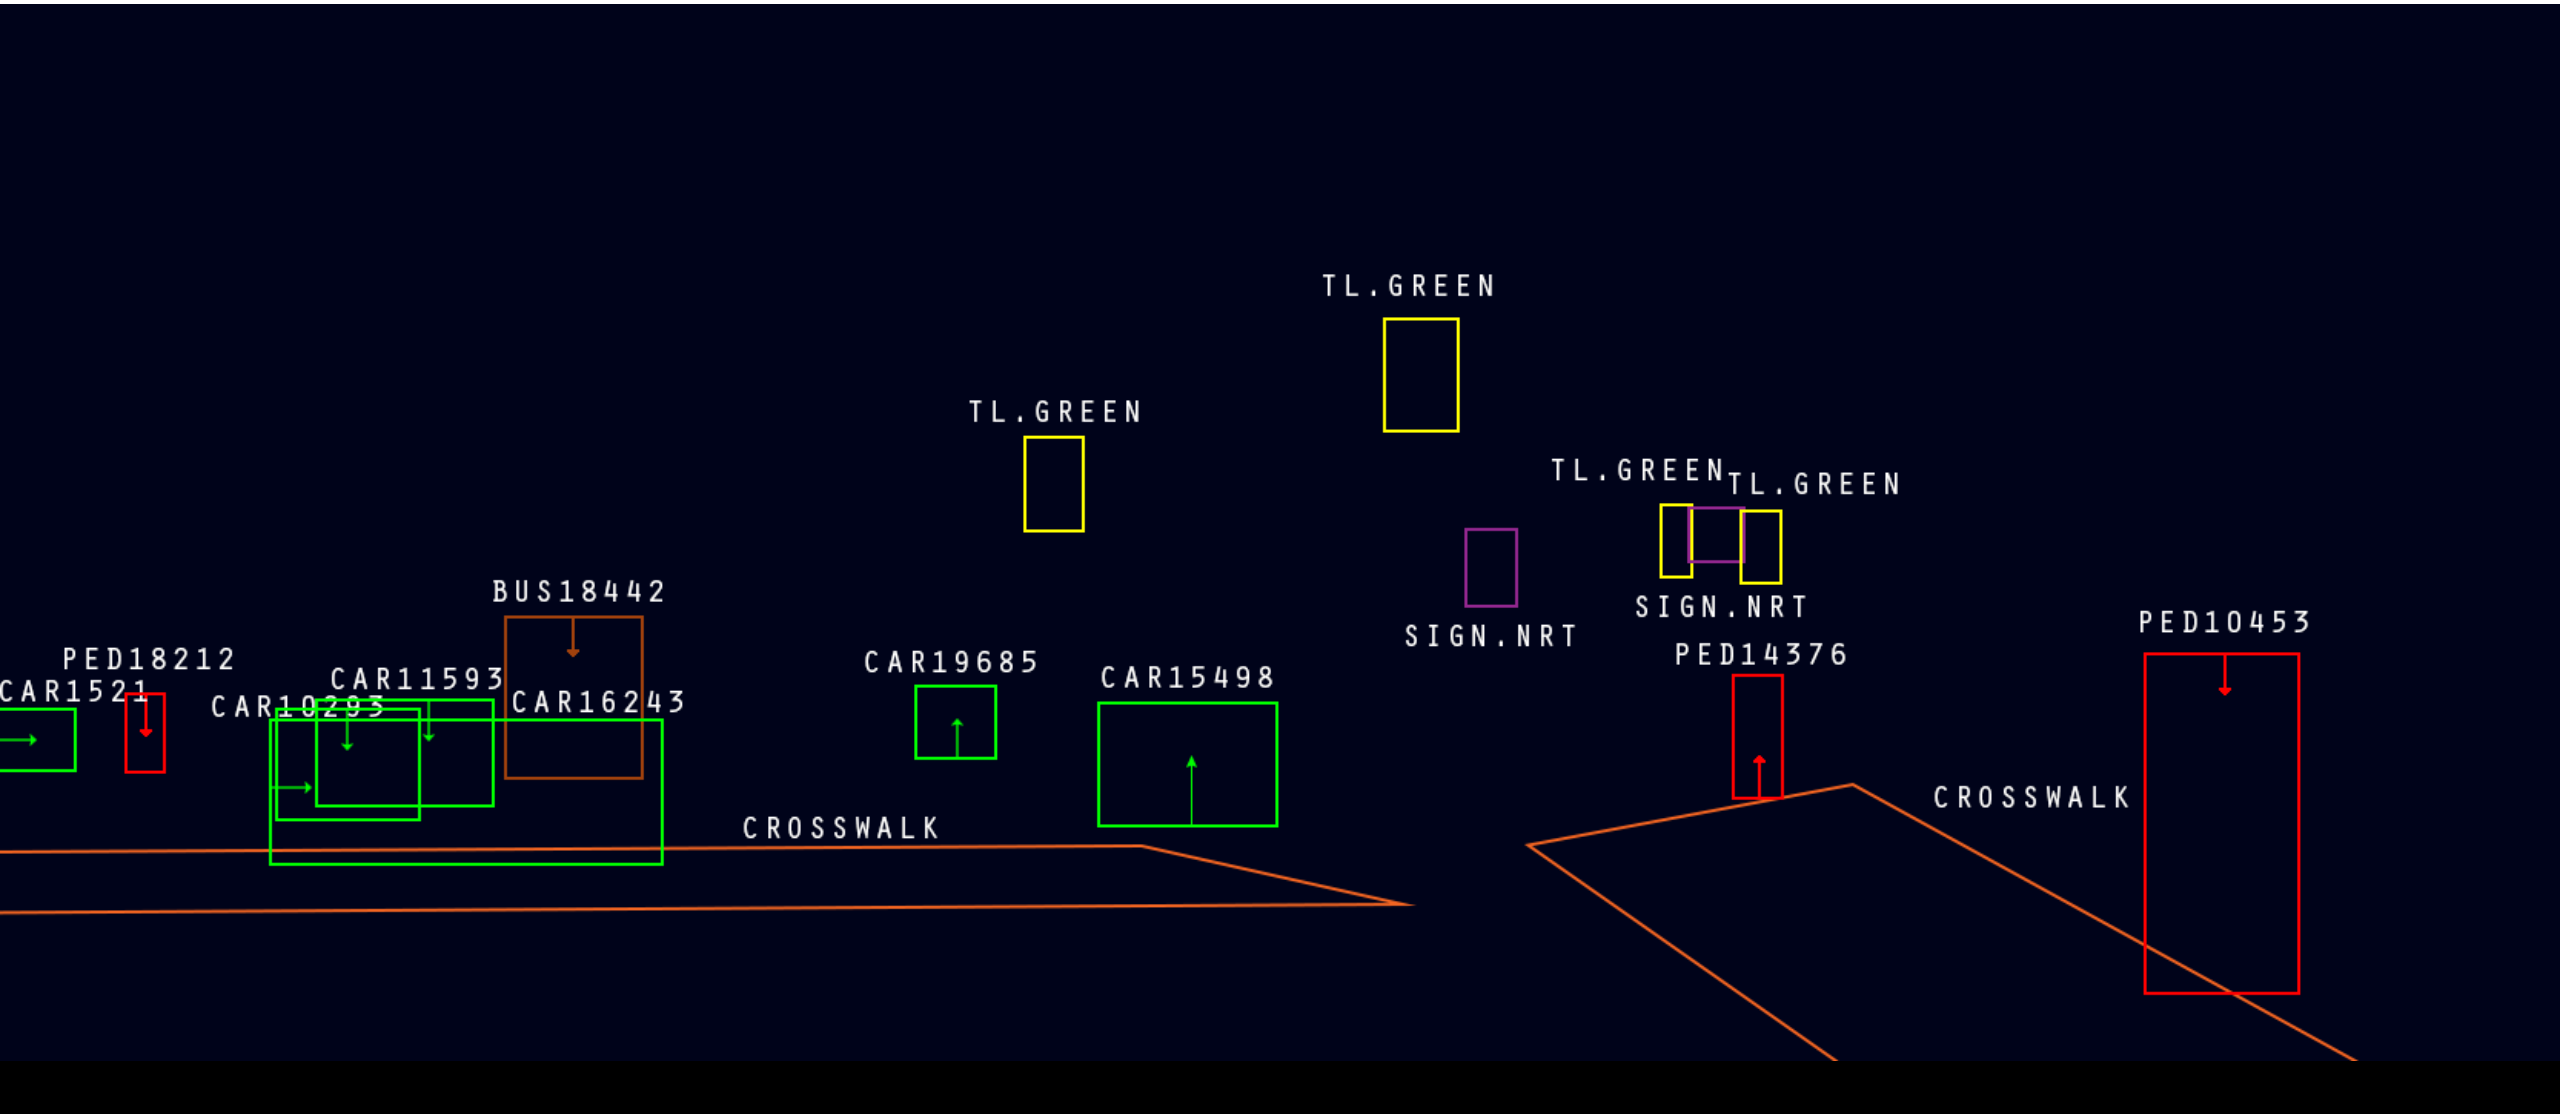 TL.GREEN
TL.GREEN
TL.GREEN
TL.GREEN
BUS18442
SIGN.NRT
SIGN.NRT
PED10453
PED14376
PED18212
CAR19685
CAR15498
CAR11593
CAR1521
CAR16243
CAR10293
CROSSWALK
CROSSWALK